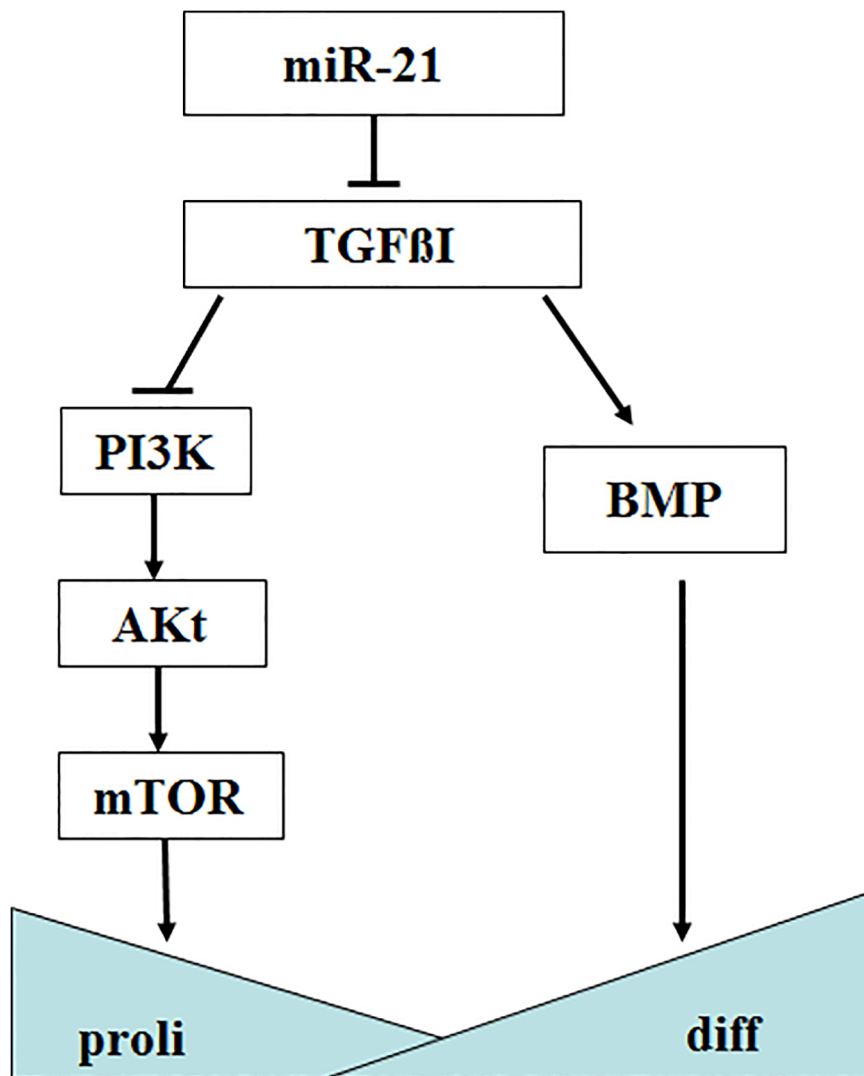 miR-21
TGFßI
PI3K
BMP
AKt
mTOR
proli
diff